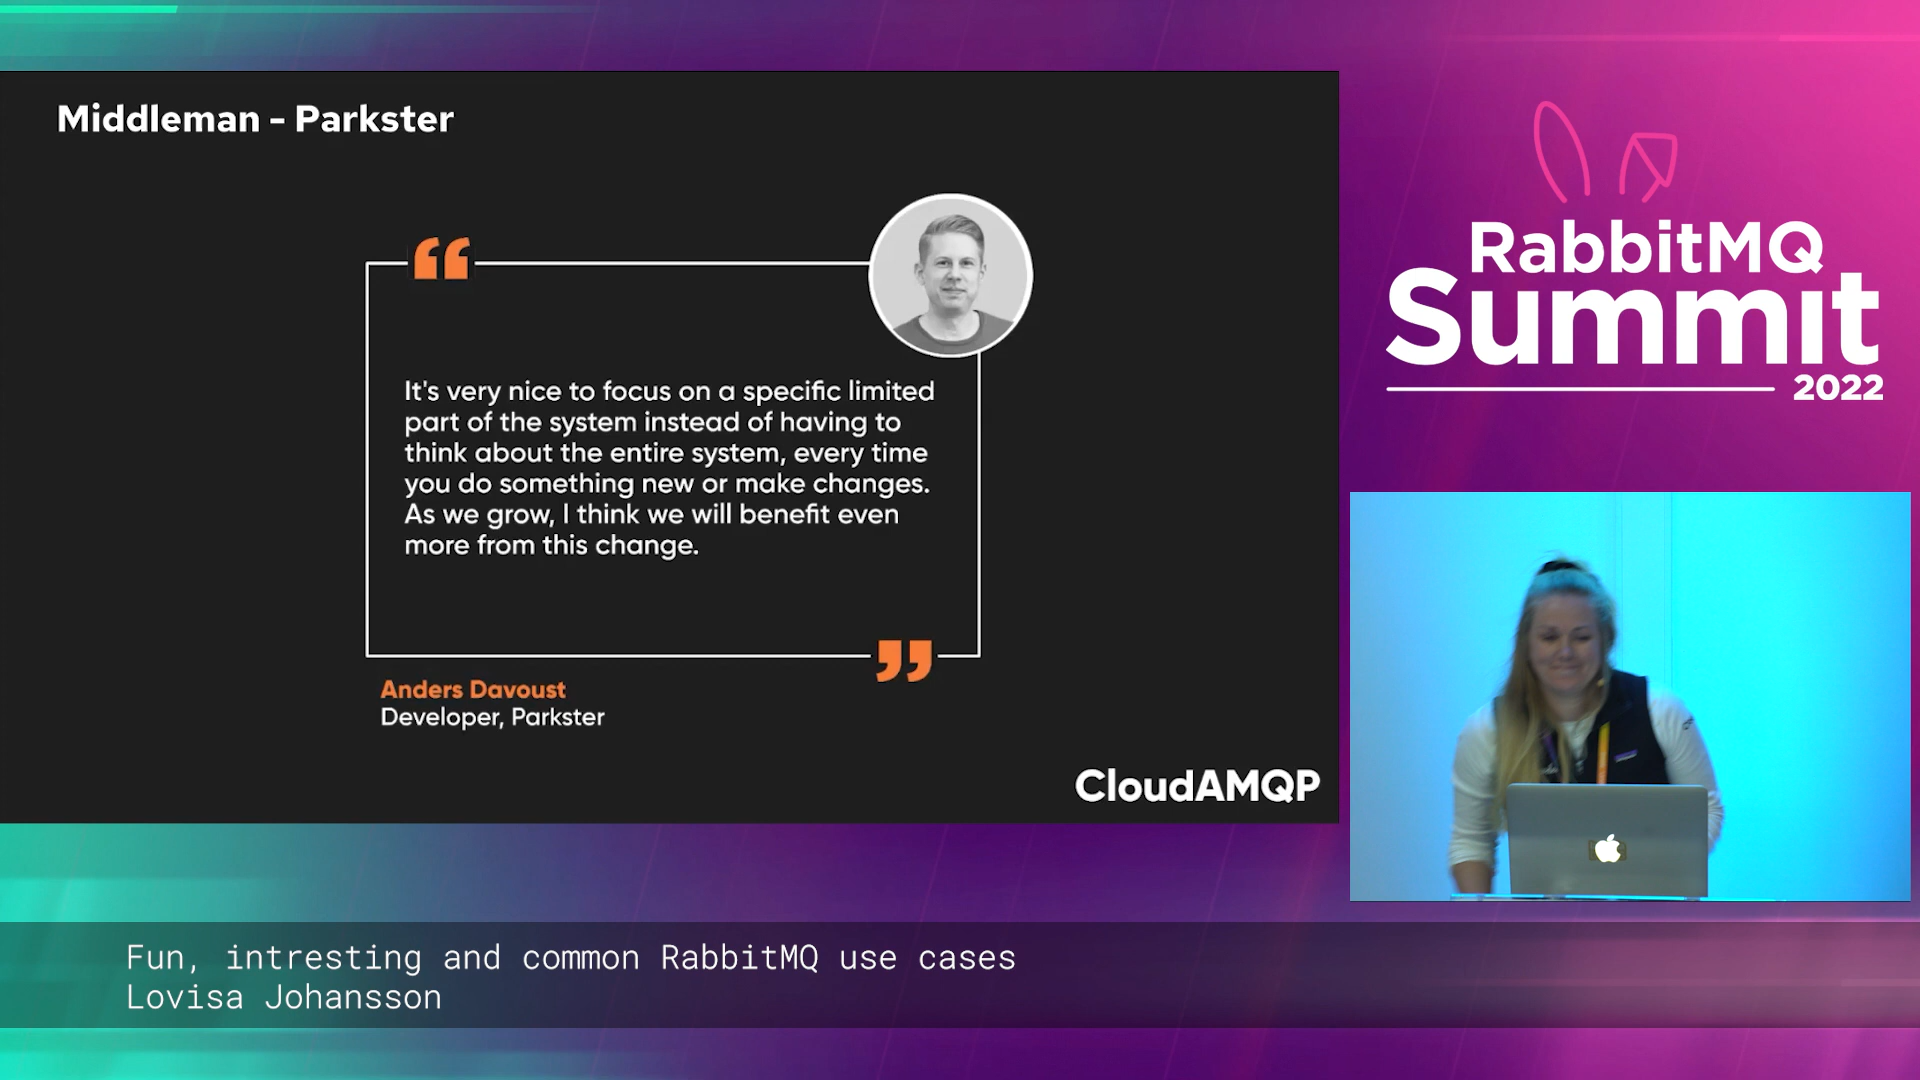 Middleman - Parkster
“
It's very nice to focus on a specific limited
part of the system instead of having to
think about the entire system, every time
you do something new or make changes.
As we grow, I think we will benefit even
more from this change.
”
Anders Davoust
Developer, Parkster
CloudAMQP
RabbitMQ
Summit
2022
Fun, intresting and common RabbitMQ use cases
Lovisa Johansson